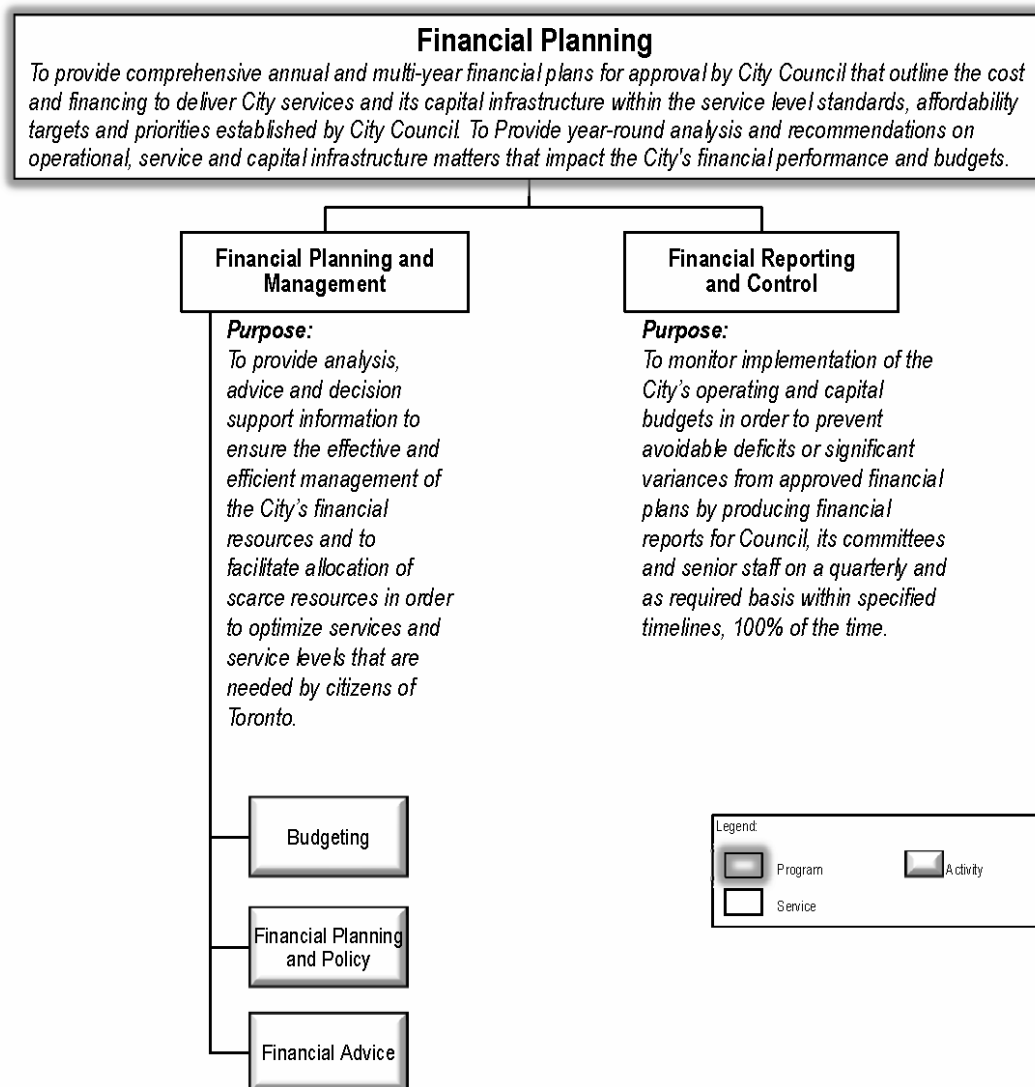 Financial Planning
To provide comprehensive annual and multi-year financial plans for approval by City Council that outline the cost
and financing to deliver City services and its capital infrastructure within the service level standards, affordability
targets and priorities established by City Council. To Provide year-round analysis and recommendations on
operational, service and capital infrastructure matters that impact the City's financial performance and budgets.
Financial Planning and
Management
Purpose:
To provide analysis,
advice and decision
support information to
ensure the effective and
efficient management of
the City's financial
resources and to
facilitate allocation of
scarce resources in order
to optimize services and
service levels that are
needed by citizens of
Toronto.
Financial Reporting
and Control
Purpose:
To monitor implementation of the
City's operating and capital
budgets in order to prevent
avoidable deficits or significant
variances from approved financial
plans by producing financial
reports for Council, its committees
and senior staff on a quarterly and
as required basis within specified
timelines, 100% of the time.
Budgeting
Financial Planning
and Policy
Financial Advice
Legend:
Program
Activity
Service